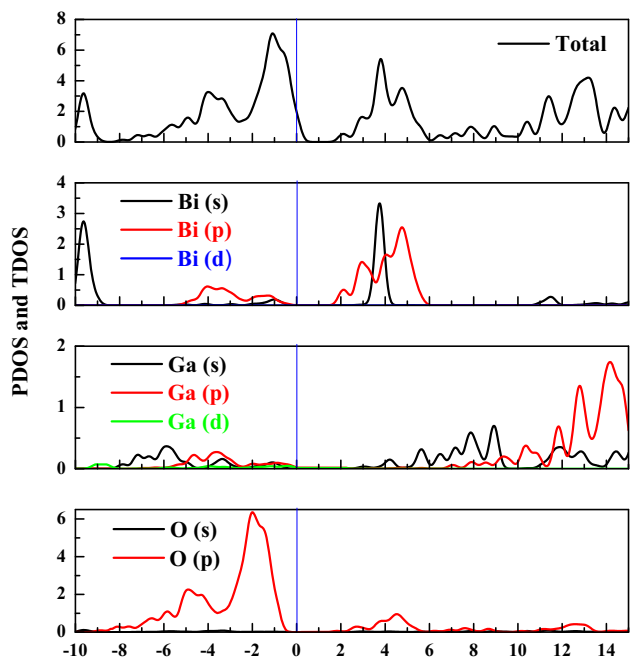 PDOS and TDOS
8
6
4
2
0
Total
4
3
2
1
0
Bi (s)
Bi (p)
Bi (d)
2
1
0
Ga (s)
Ga (p)
Ga (d)
6
4
2
0
O (s)
O (p)
-10 -8 -6 -4 -2 0 2 4 6 8 10 12 14